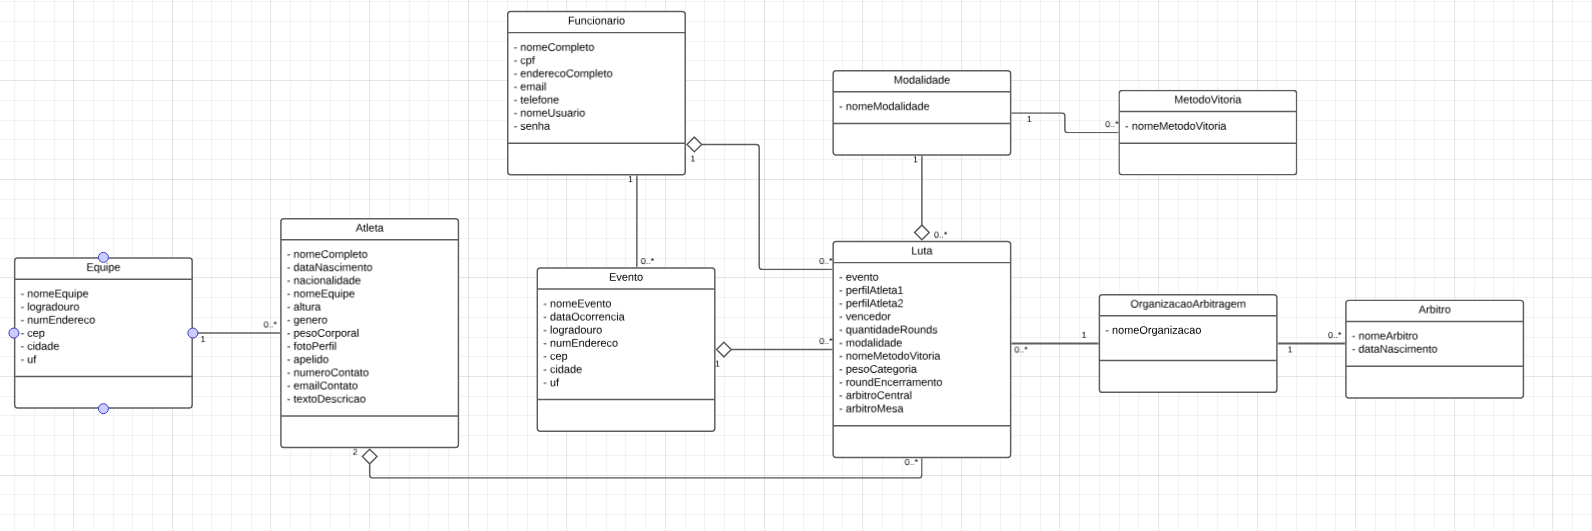 Funcionario
- nomeCompleto
- cpf
- enderecoCompleto
- email
- telefone
- nomeUsuario
- senha
1
1
0..*
0..*
Modalidade
- nomeModalidade
1
0..*
1
0..*
MetodoVitoria
- nomeMetodoVitoria
Equipe
- nomeEquipe
- logradouro
- numEndereco
- cep
- cidade
- uf
1
0..*
Atleta
- nomeCompleto
- dataNascimento
- nacionalidade
- nomeEquipe
- altura
- genero
- pesoCorporal
- fotoPerfil
- apelido
- numeroContato
- emailContato
- textoDescricao
2
0..*
Evento
- nomeEvento
- dataOcorrencia
- logradouro
- numEndereco
- cep
- cidade
- uf
1
0..*
Luta
- evento
- perfilAtleta1
- perfilAtleta2
- vencedor
- quantidadeRounds
- modalidade
- nomeMetodoVitoria
- pesoCategoria
- roundEncerramento
- arbitroCentral
- arbitroMesa
0..*
1
OrganizacaoArbitragem
- nomeOrganizacao
1
0..*
Arbitro
- nomeArbitro
- dataNascimento